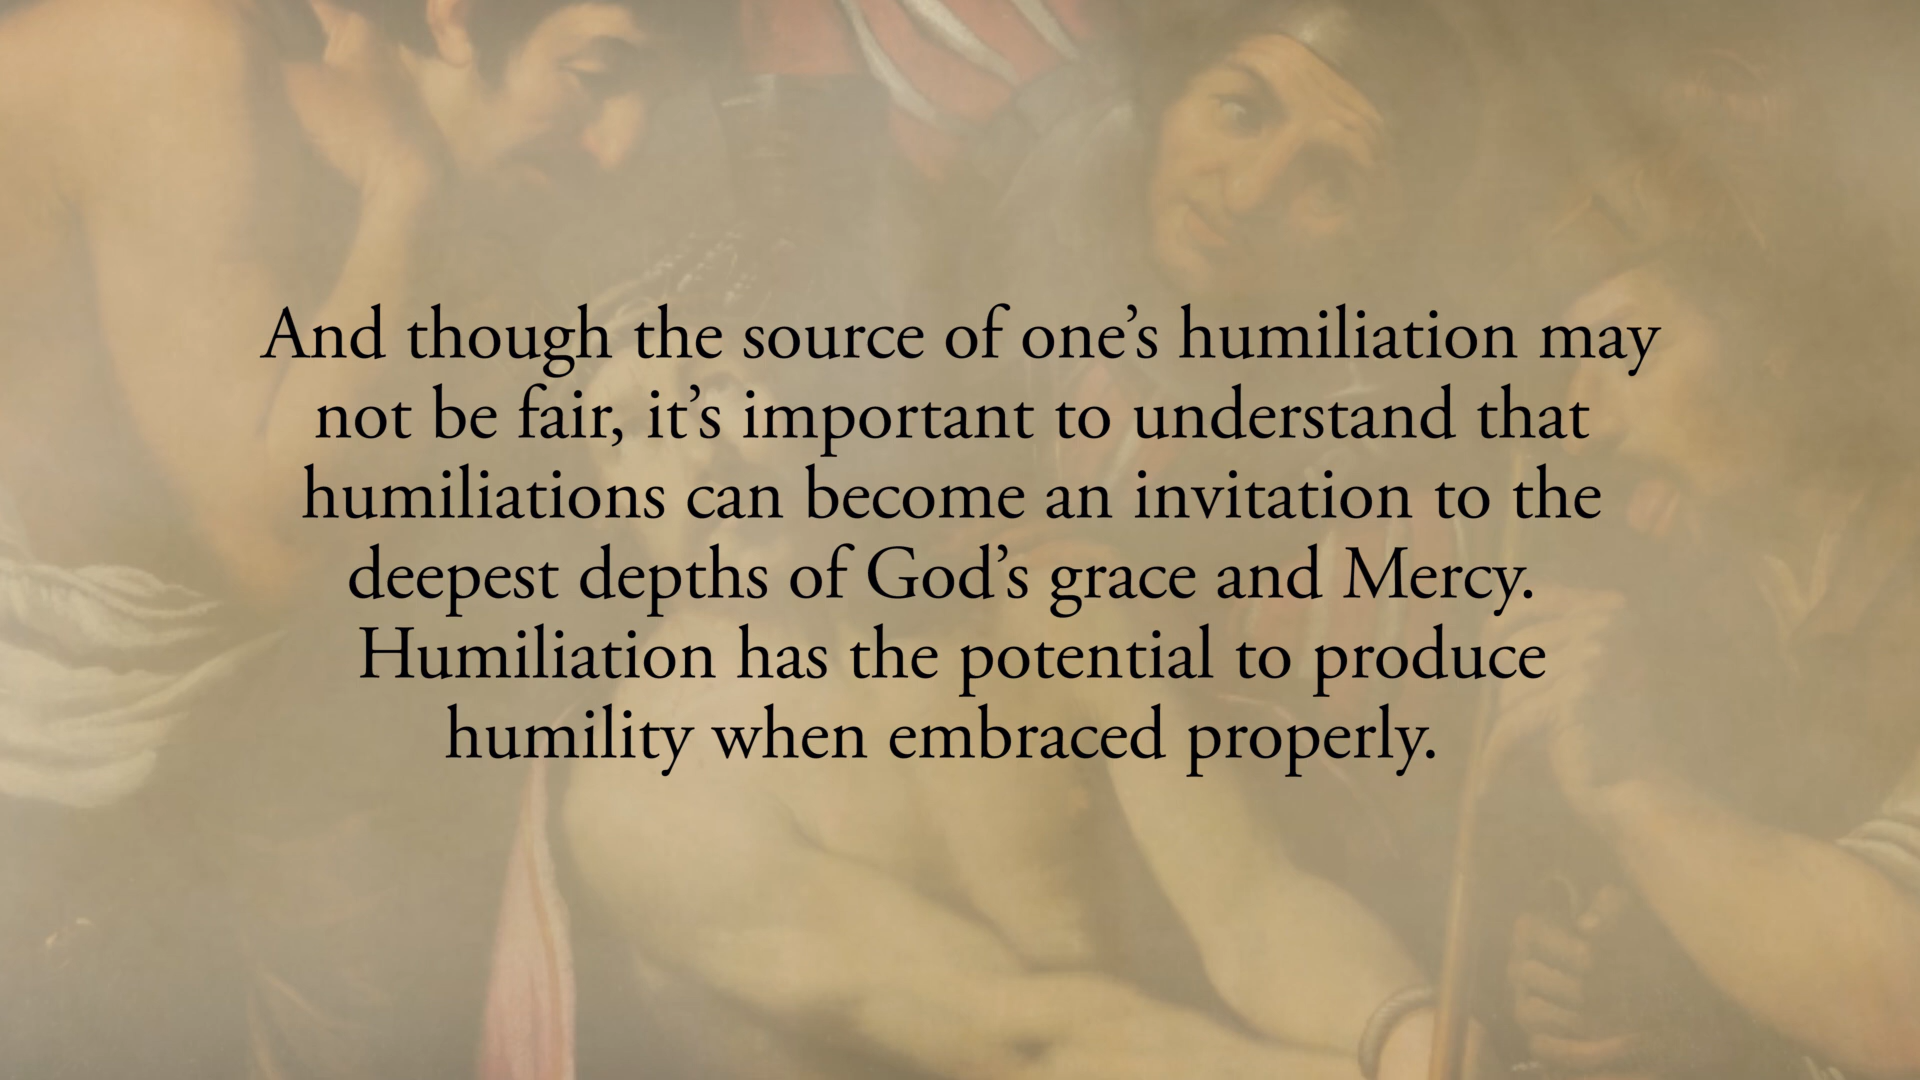 And though the source of one’s humiliation may
not be fair, it’s important to understand that
humiliations can become an invitation to the
deepest depths of God’s grace and Mercy.
Humiliation has the potential to produce
humility when embraced properly.